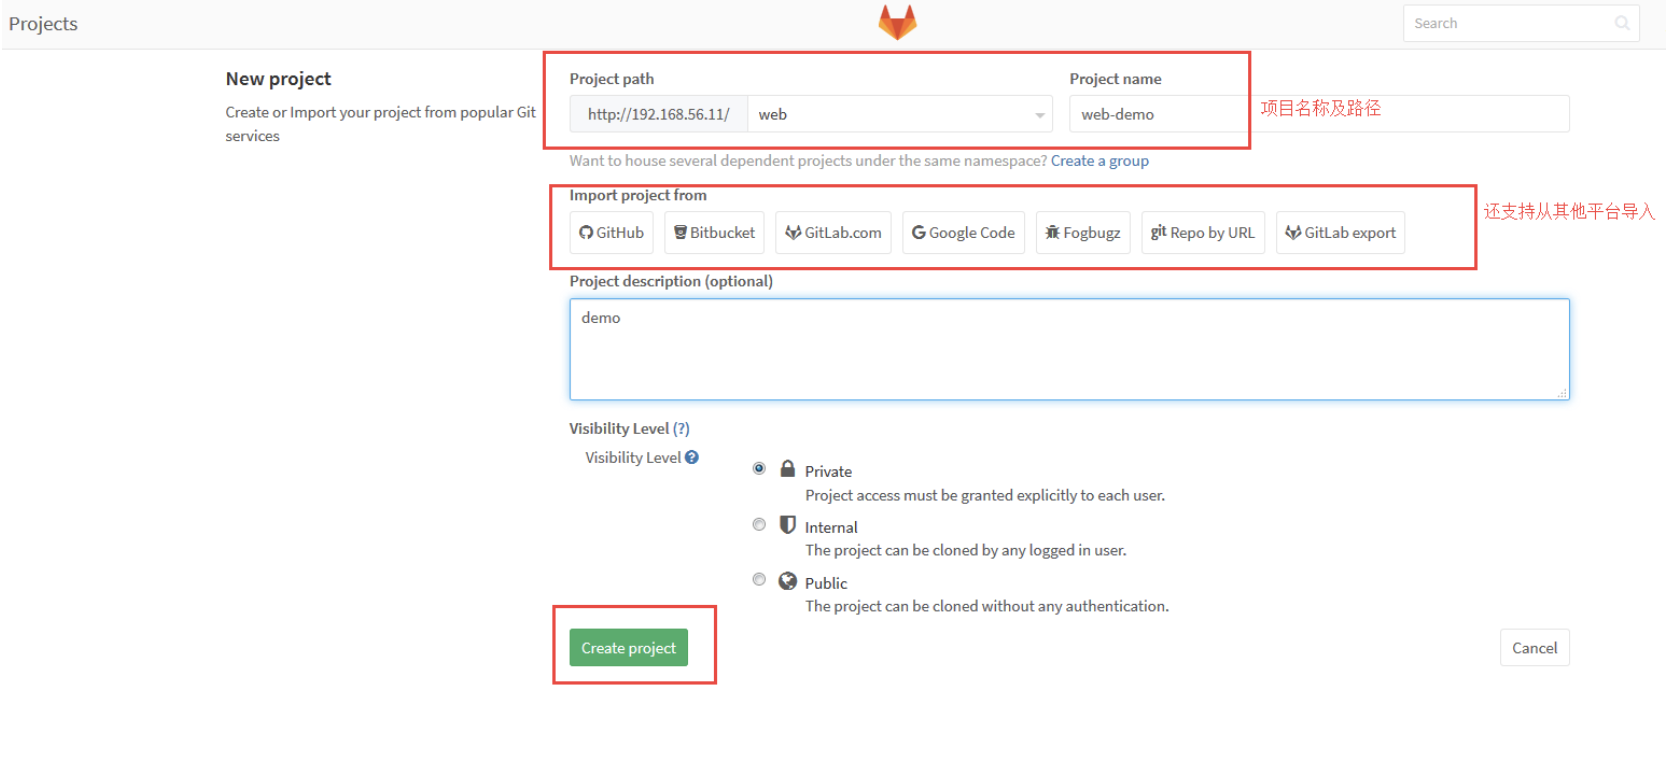 Projects
Search
New project
Create or Import your project from popular Git
services
Project path
Project name
http://192.168.56.11/
web
web-demo
项目名称及路径
Want to house several dependent projects under the same namespace? Create a group
Import project from
还支持从其他平台导入
GitHub
Bitbucket
GitLab.com
Google Code
Fogbugz
git Repo by URL
GitLab export
Project description (optional)
demo
Visibility Level (?)
Visibility Level ?
Private
Project access must be granted explicitly to each user.
Internal
The project can be cloned by any logged in user.
Public
The project can be cloned without any authentication.
Create project
Cancel